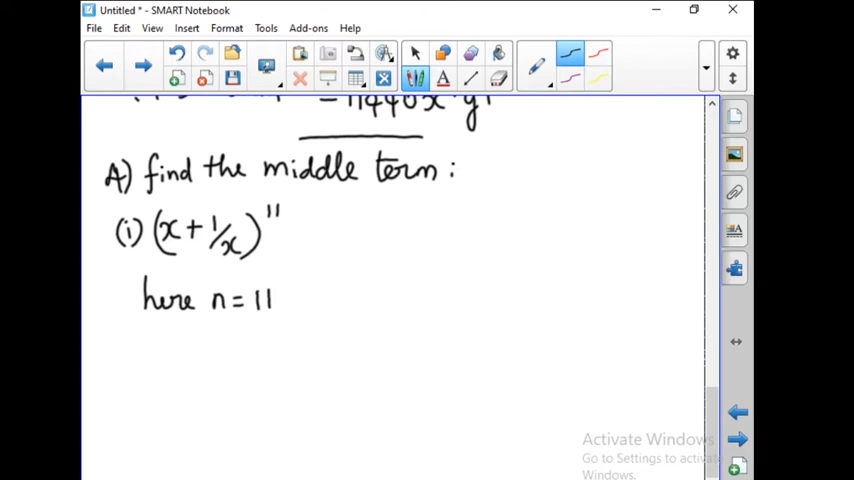 Untitled * - SMART Notebook
File Edit View Insert Format Tools Add-ons Help
A) find the middle term :
(i) (x + 1/x)^11
here n = 11
Activate Windows
Go to Settings to activate
Windows.